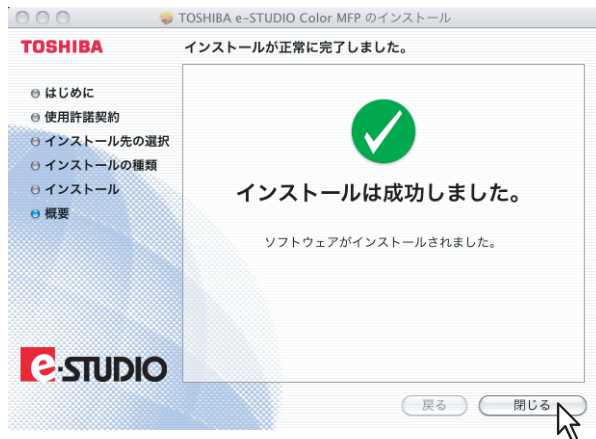 TOSHIBA e-STUDIO Color MFP のインストール
TOSHIBA
インストールが正常に完了しました。
はじめに
使用許諾契約
インストール先の選択
インストールの種類
インストール
概要
インストールは成功しました。
ソフトウェアがインストールされました。
e-STUDIO
戻る
閉じる